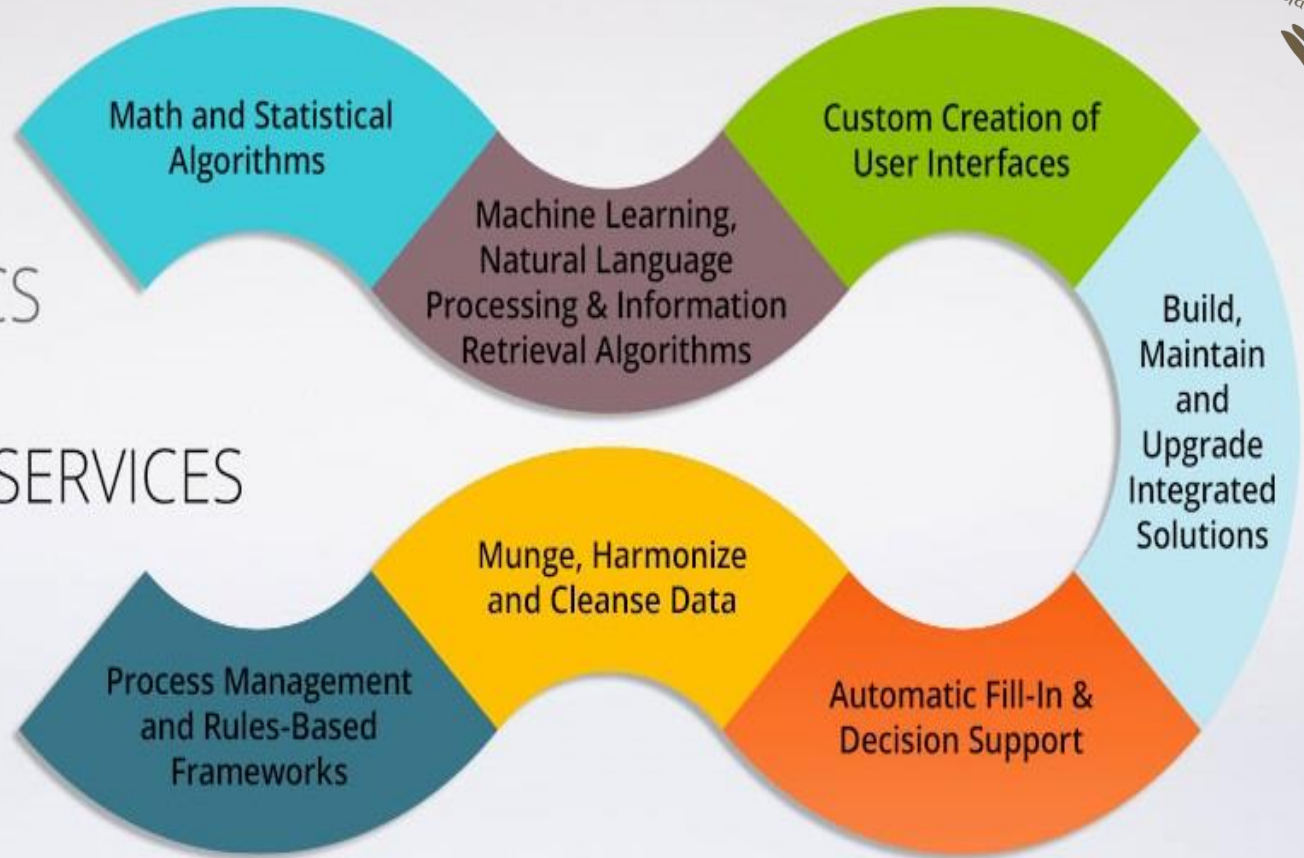 Math and Statistical
Algorithms
Machine Learning,
Natural Language
Processing & Information
Retrieval Algorithms
Custom Creation of
User Interfaces
Build,
Maintain
and
Upgrade
Integrated
Solutions
CS
SERVICES
Munge, Harmonize
and Cleanse Data
Automatic Fill-In &
Decision Support
Process Management
and Rules-Based
Frameworks